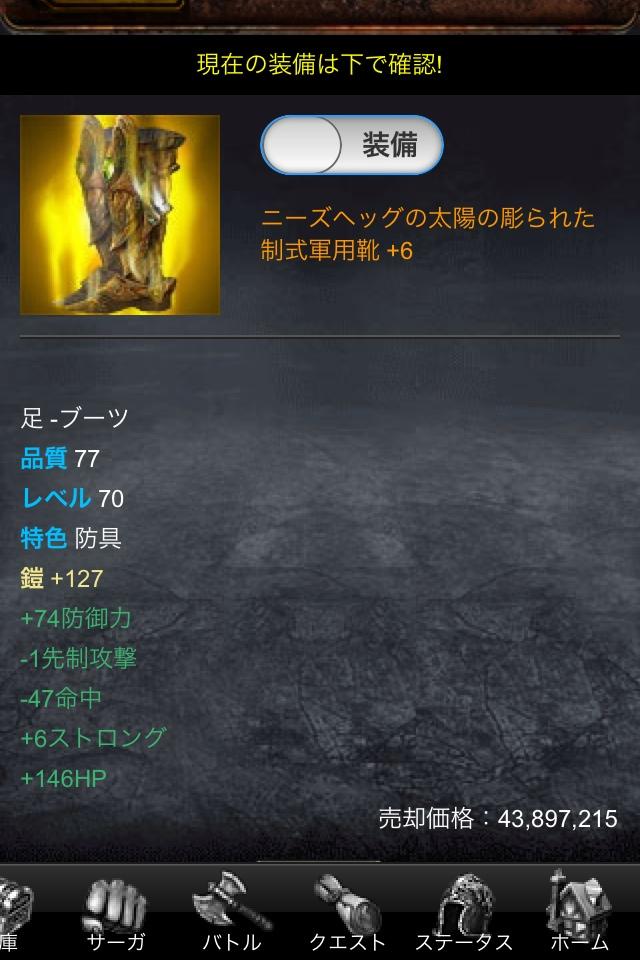 現在の装備は下で確認!
装備
ニーズヘッグの太陽の彫られた
制式軍用靴 +6
足 -ブーツ
品質 77
レベル 70
特色 防具
鎧 +127
+74防御力
-1先制攻撃
-47命中
+6ストロング
+146HP
売却価格：43,897,215
庫 サーガ バトル クエスト ステータス ホーム